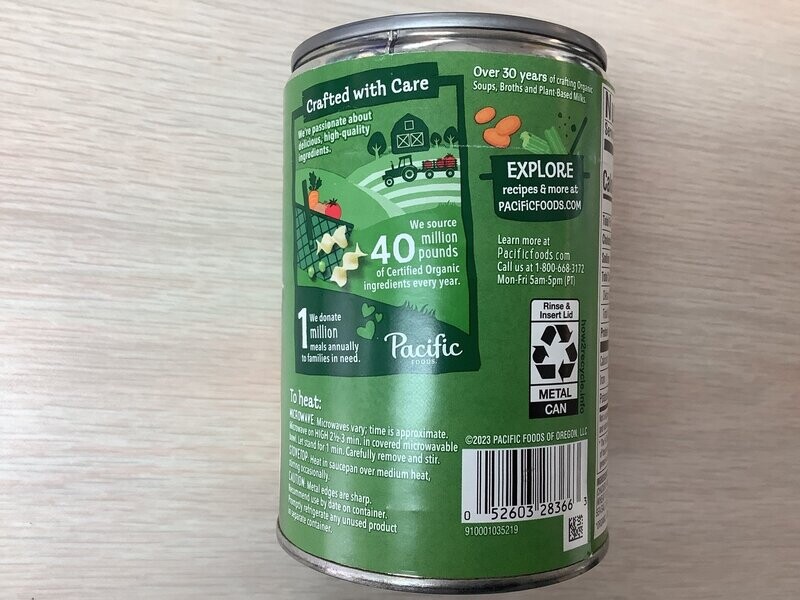 Crafted with Care
We're passionate about
delicious, high-quality
ingredients.
We source
40 million
pounds
of Certified Organic
ingredients every year.
1 We donate
million
meals annually
to families in need.
Pacific
FOODS
To heat:
MICROWAVE: Microwaves vary; time is approximate.
Microwave on HIGH 2½-3 min. in covered microwavable
bowl. Let stand for 1 min. Carefully remove and stir.
STOVETOP: Heat in saucepan over medium heat,
stirring occasionally.
CAUTION: Metal edges are sharp.
Recommend use by date on container.
Promptly refrigerate any unused product
in separate container.
Over 30 years of crafting Organic
Soups, Broths and Plant-Based Milks.
EXPLORE
recipes & more at
PACIFICFOODS.COM
Learn more at
Pacificfoods.com
Call us at 1-800-668-3172
Mon-Fri 5am-5pm (PT)
Rinse &
Insert Lid
METAL
CAN
how2recycle.info
©2023 PACIFIC FOODS OF OREGON, LLC
0 52603 28366 3
910001035219